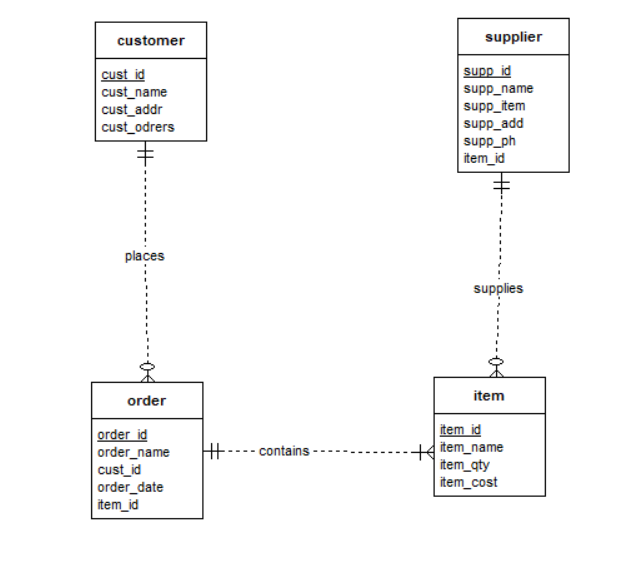 customer
cust_id
cust_name
cust_addr
cust_odrers
supplier
supp_id
supp_name
supp_item
supp_add
supp_ph
item_id
places
supplies
order
order_id
order_name
cust_id
order_date
item_id
contains
item
item_id
item_name
item_qty
item_cost